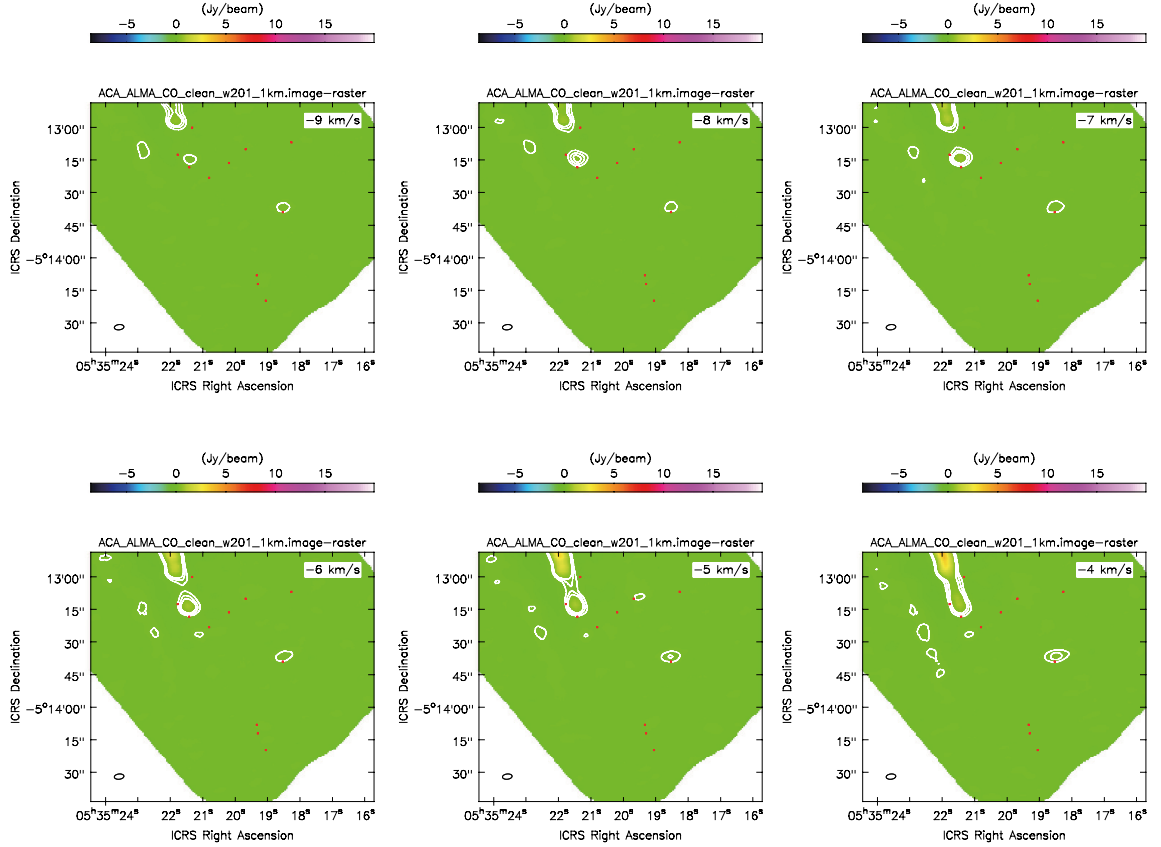 (Jy/beam) (Jy/beam) (Jy/beam)
−5 0 5 10 15 −5 0 5 10 15 −5 0 5 10 15
ACA_ALMA_CO_clean_w201_1km.image-raster ACA_ALMA_CO_clean_w201_1km.image-raster ACA_ALMA_CO_clean_w201_1km.image-raster
−9 km/s −8 km/s −7 km/s
13'00" 13'00" 13'00"
15" 15" 15"
30" 30" 30"
45" 45" 45"
−5°14'00" −5°14'00" −5°14'00"
15" 15" 15"
30" 30" 30"
ICRS Declination ICRS Declination ICRS Declination
05ʰ35ᵐ24ˢ 22ˢ 21ˢ 20ˢ 19ˢ 18ˢ 17ˢ 16ˢ 05ʰ35ᵐ24ˢ 22ˢ 21ˢ 20ˢ 19ˢ 18ˢ 17ˢ 16ˢ 05ʰ35ᵐ24ˢ 22ˢ 21ˢ 20ˢ 19ˢ 18ˢ 17ˢ 16ˢ
ICRS Right Ascension ICRS Right Ascension ICRS Right Ascension
(Jy/beam) (Jy/beam) (Jy/beam)
−5 0 5 10 15 −5 0 5 10 15 −5 0 5 10 15
ACA_ALMA_CO_clean_w201_1km.image-raster ACA_ALMA_CO_clean_w201_1km.image-raster ACA_ALMA_CO_clean_w201_1km.image-raster
−6 km/s −5 km/s −4 km/s
13'00" 13'00" 13'00"
15" 15" 15"
30" 30" 30"
45" 45" 45"
−5°14'00" −5°14'00" −5°14'00"
15" 15" 15"
30" 30" 30"
ICRS Declination ICRS Declination ICRS Declination
05ʰ35ᵐ24ˢ 22ˢ 21ˢ 20ˢ 19ˢ 18ˢ 17ˢ 16ˢ 05ʰ35ᵐ24ˢ 22ˢ 21ˢ 20ˢ 19ˢ 18ˢ 17ˢ 16ˢ 05ʰ35ᵐ24ˢ 22ˢ 21ˢ 20ˢ 19ˢ 18ˢ 17ˢ 16ˢ
ICRS Right Ascension ICRS Right Ascension ICRS Right Ascension